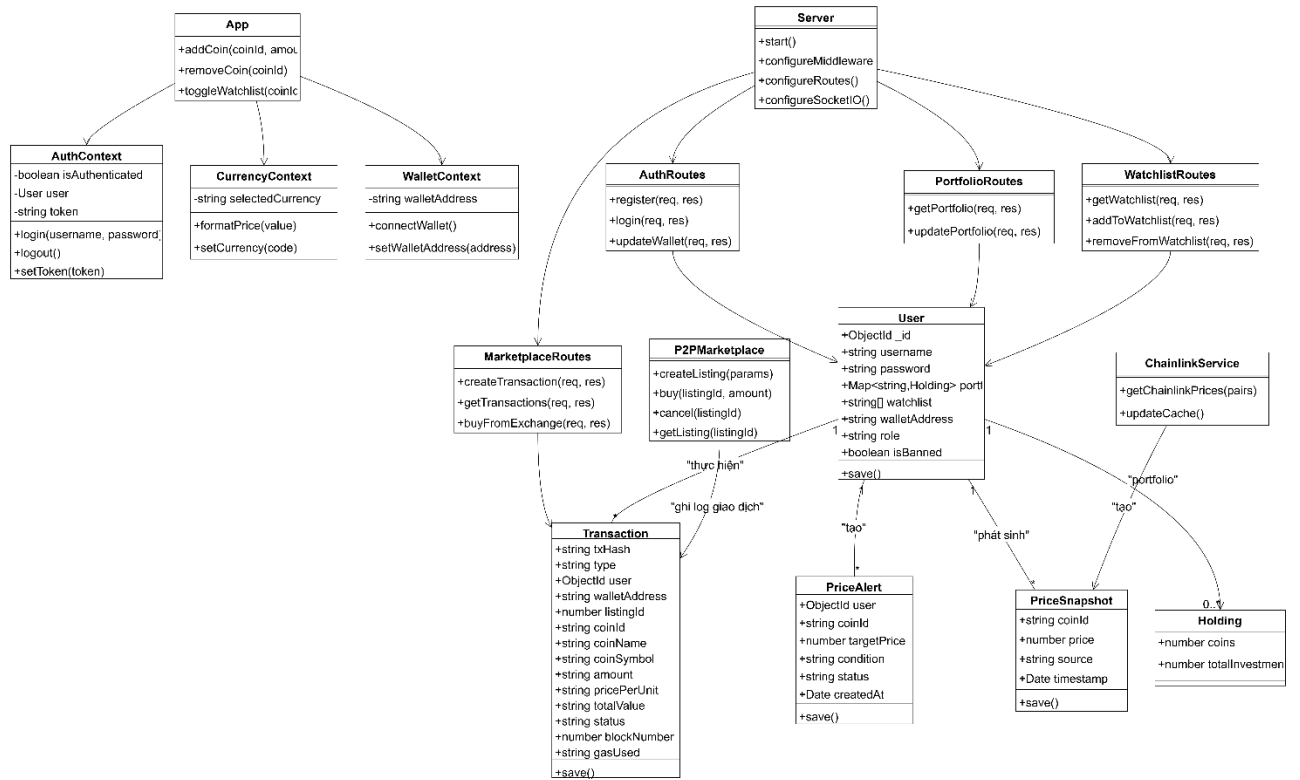 App
+addCoin(coinId, amou
+removeCoin(coinId)
+toggleWatchlist(coinId
Server
+start()
+configureMiddleware
+configureRoutes()
+configureSocketIO()
AuthContext
-boolean isAuthenticated
-User user
-string token
+login(username, password)
+logout()
+setToken(token)
CurrencyContext
-string selectedCurrency
+formatPrice(value)
+setCurrency(code)
WalletContext
-string walletAddress
+connectWallet()
+setWalletAddress(address)
AuthRoutes
+register(req, res)
+login(req, res)
+updateWallet(req, res)
PortfolioRoutes
+getPortfolio(req, res)
+updatePortfolio(req, res)
WatchlistRoutes
+getWatchlist(req, res)
+addToWatchlist(req, res)
+removeFromWatchlist(req, res)
MarketplaceRoutes
+createTransaction(req, res)
+getTransactions(req, res)
+buyFromExchange(req, res)
P2PMarketplace
+createListing(params)
+buy(listingId, amount)
+cancel(listingId)
+getListing(listingId)
User
+ObjectId _id
+string username
+string password
+Map<string,Holding> portf
+string[] watchlist
+string walletAddress
+string role
+boolean isBanned
+save()
ChainlinkService
+getChainlinkPrices(pairs)
+updateCache()
1
1
1
1
"thực hiện"
"ghi log giao dịch"
"tạo"
"phát sinh"
"portfolio"
"tạo"
*
*
*
0..*
Transaction
+string txHash
+string type
+ObjectId user
+string walletAddress
+number listingId
+string coinId
+string coinName
+string coinSymbol
+string amount
+string pricePerUnit
+string totalValue
+string status
+number blockNumber
+string gasUsed
+save()
PriceAlert
+ObjectId user
+string coinId
+number targetPrice
+string condition
+string status
+Date createdAt
+save()
PriceSnapshot
+string coinId
+number price
+string source
+Date timestamp
+save()
Holding
+number coins
+number totalInvestmen